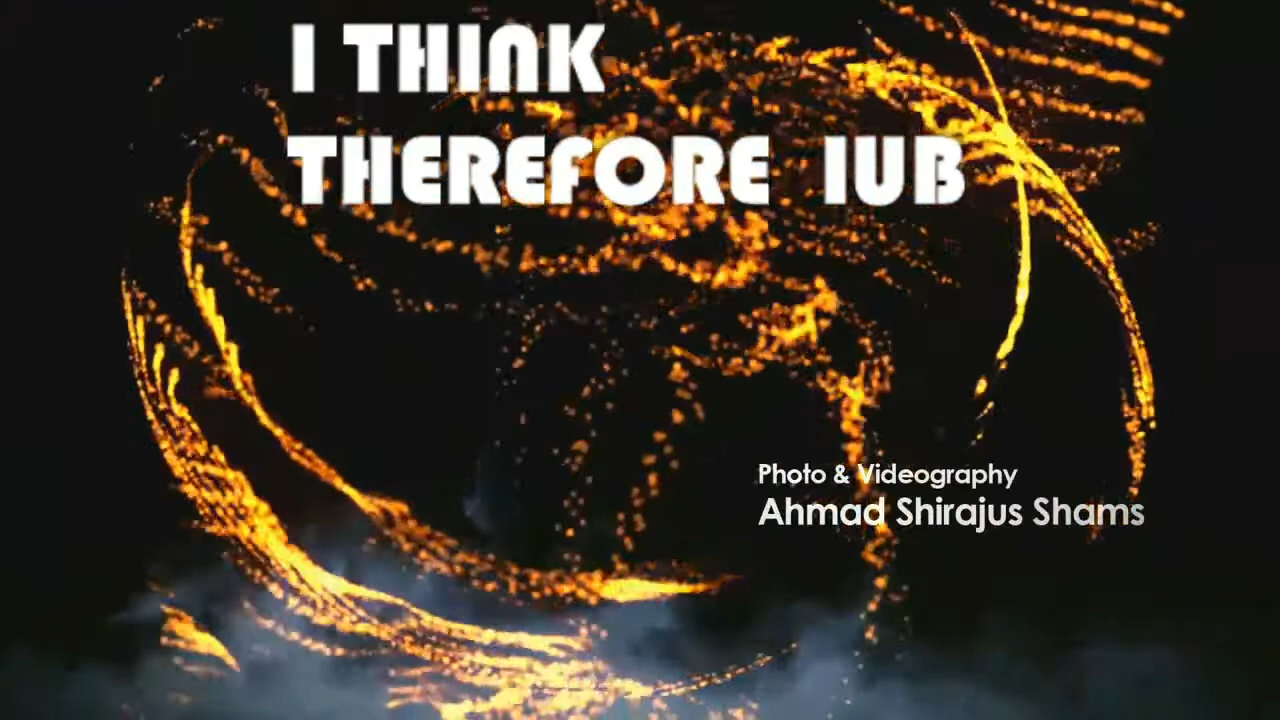 I THINK
THEREFORE IUB
Photo & Videography
Ahmad Shirajus Shams